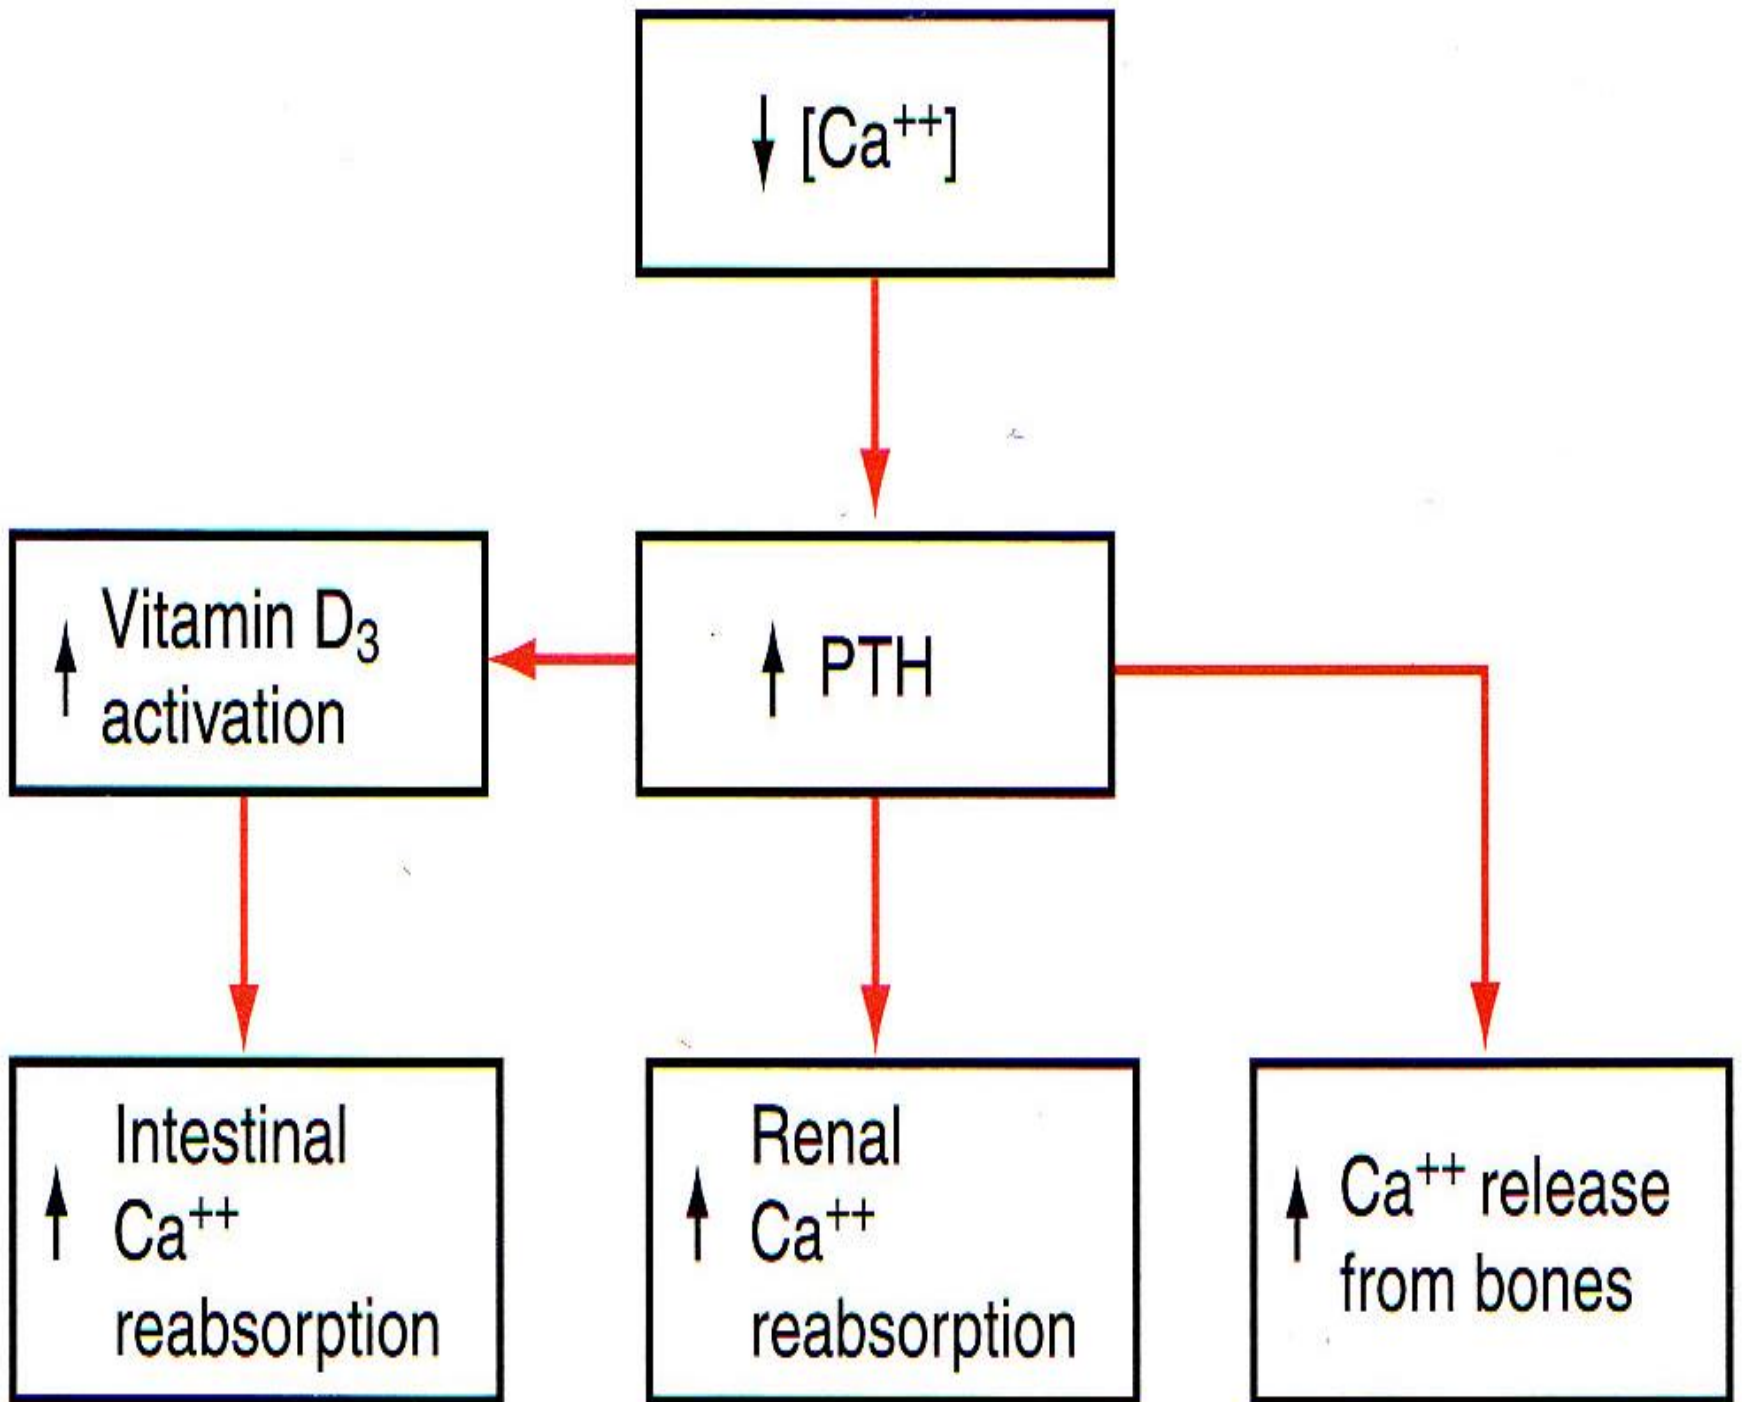 ↓ [Ca⁺⁺]
↑ Vitamin D₃
activation
↑ PTH
Intestinal
↑ Ca⁺⁺
reabsorption
Renal
↑ Ca⁺⁺
reabsorption
↑ Ca⁺⁺ release
from bones